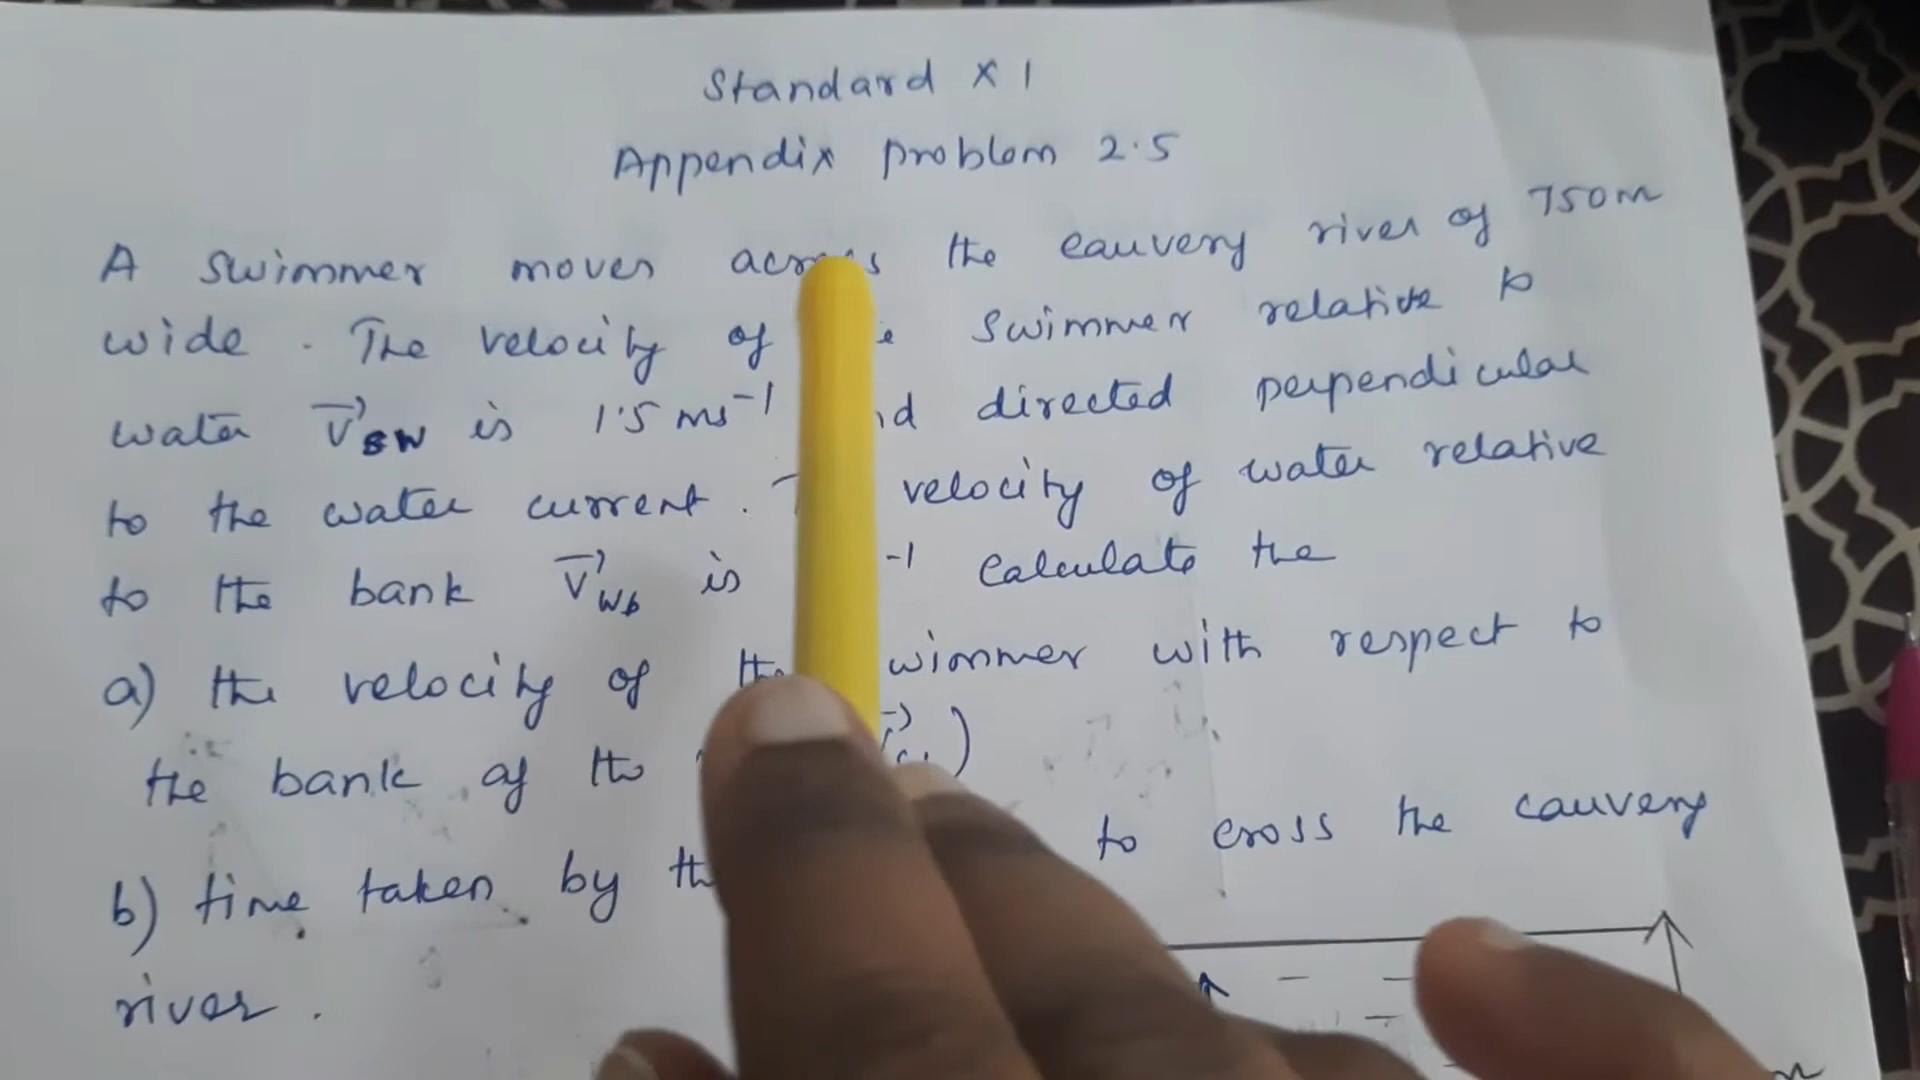 Standard XI
Appendix problem 2.5
A swimmer moves across the cauvery river of 750m
wide. The velocity of swimmer relative to
water V⃗SW is 1.5 ms⁻¹ directed perpendicular
to the water current. velocity of water relative
to the bank V⃗Wb is ⁻¹ Calculate the
a) the velocity of the swimmer with respect to
the bank of the
b) time taken by to cross the cauvery
river.